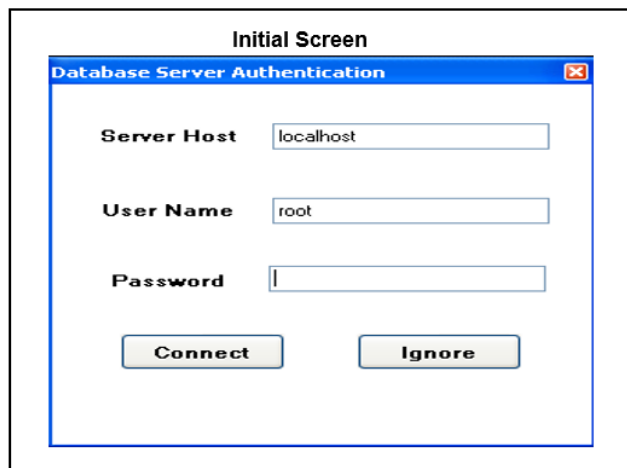 Initial Screen
Database Server Authentication
Server Host localhost
User Name root
Password
Connect Ignore